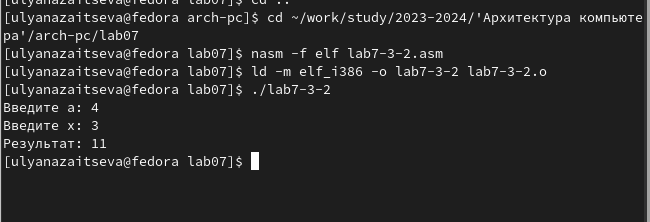 [ulyanazaitseva@fedora arch-pc]$ cd ..
[ulyanazaitseva@fedora arch-pc]$ cd ~/work/study/2023-2024/'Архитектура компьюте
ра'/arch-pc/lab07
[ulyanazaitseva@fedora lab07]$ nasm -f elf lab7-3-2.asm
[ulyanazaitseva@fedora lab07]$ ld -m elf_i386 -o lab7-3-2 lab7-3-2.o
[ulyanazaitseva@fedora lab07]$ ./lab7-3-2
Введите a: 4
Введите x: 3
Результат: 11
[ulyanazaitseva@fedora lab07]$